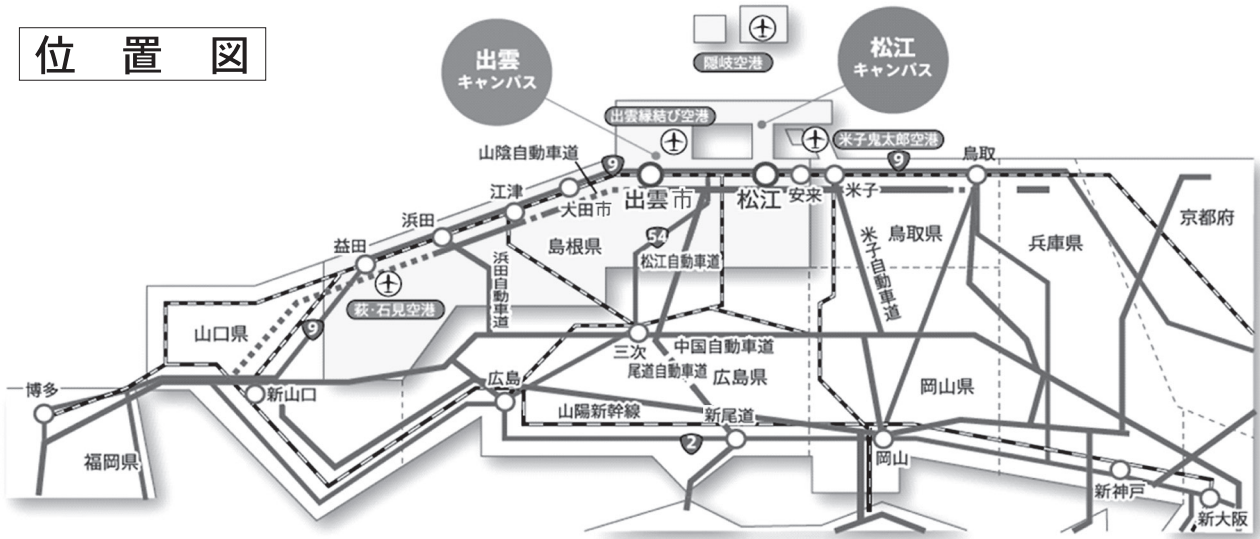 位置図
出雲
キャンパス
松江
キャンパス
隠岐空港
出雲縁結び空港
米子鬼太郎空港
山陰自動車道
9
9
鳥取
江津
大田市
出雲市
松江
安来
米子
浜田
益田
島根県
54
松江自動車道
米子自動車道
鳥取県
兵庫県
京都府
浜田自動車道
萩・石見空港
山口県
9
三次
中国自動車道
尾道自動車道
広島県
岡山県
博多
新山口
広島
山陽新幹線
新尾道
2
岡山
福岡県
新神戸
新大阪